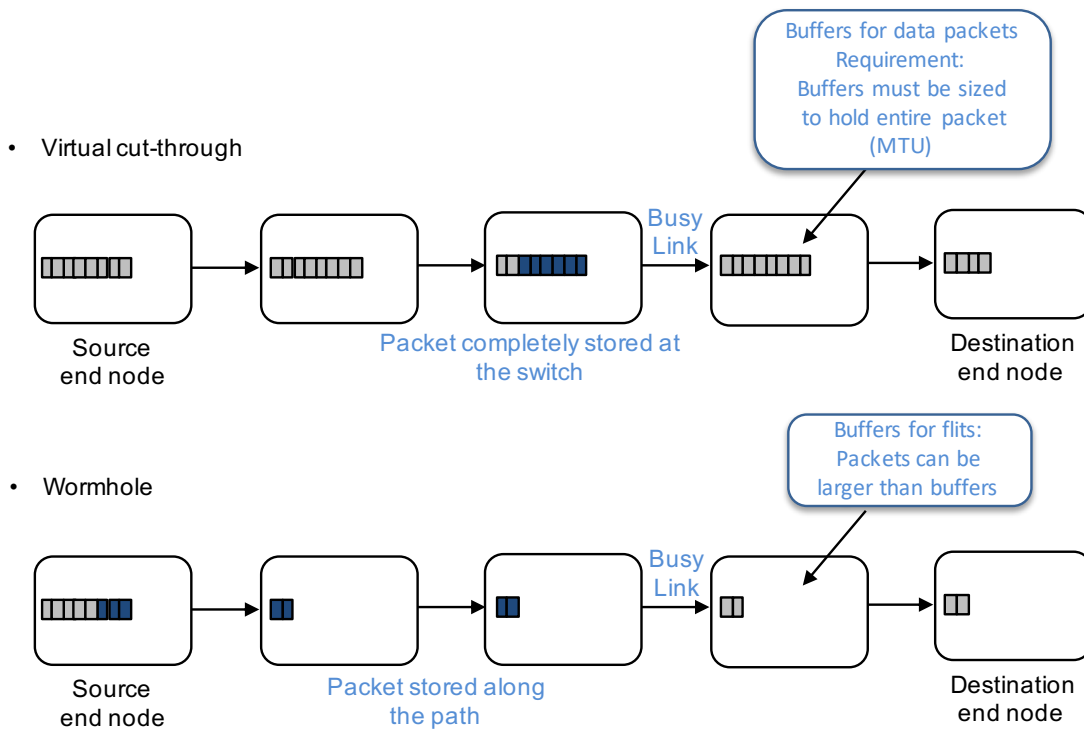 Buffers for data packets
Requirement:
Buffers must be sized
to hold entire packet
(MTU)
• Virtual cut-through
Busy
Link
Source
end node
Packet completely stored at
the switch
Destination
end node
Buffers for flits:
Packets can be
larger than buffers
• Wormhole
Busy
Link
Source
end node
Packet stored along
the path
Destination
end node